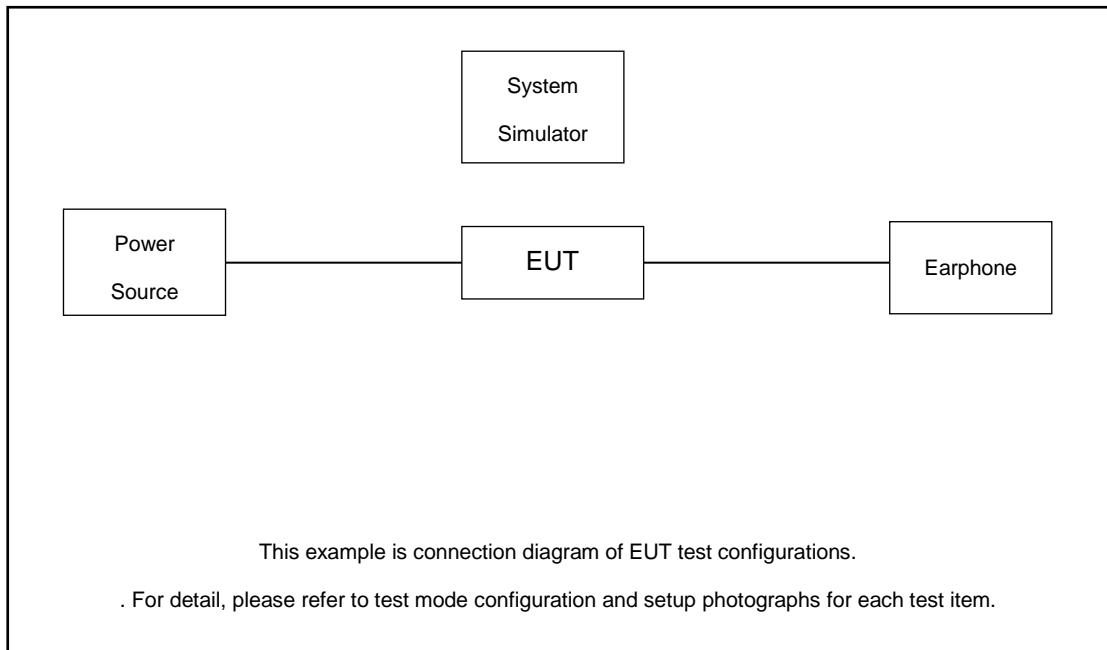 System
Simulator
Power
Source
EUT
Earphone
This example is connection diagram of EUT test configurations.
. For detail, please refer to test mode configuration and setup photographs for each test item.